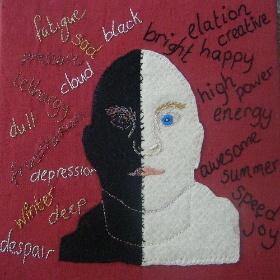 fatigue
sad
black
cloud
lethargy
dull
depression
winter
deep
despair
elation
creative
bright
happy
high
power
energy
awesome
summer
speed
joy